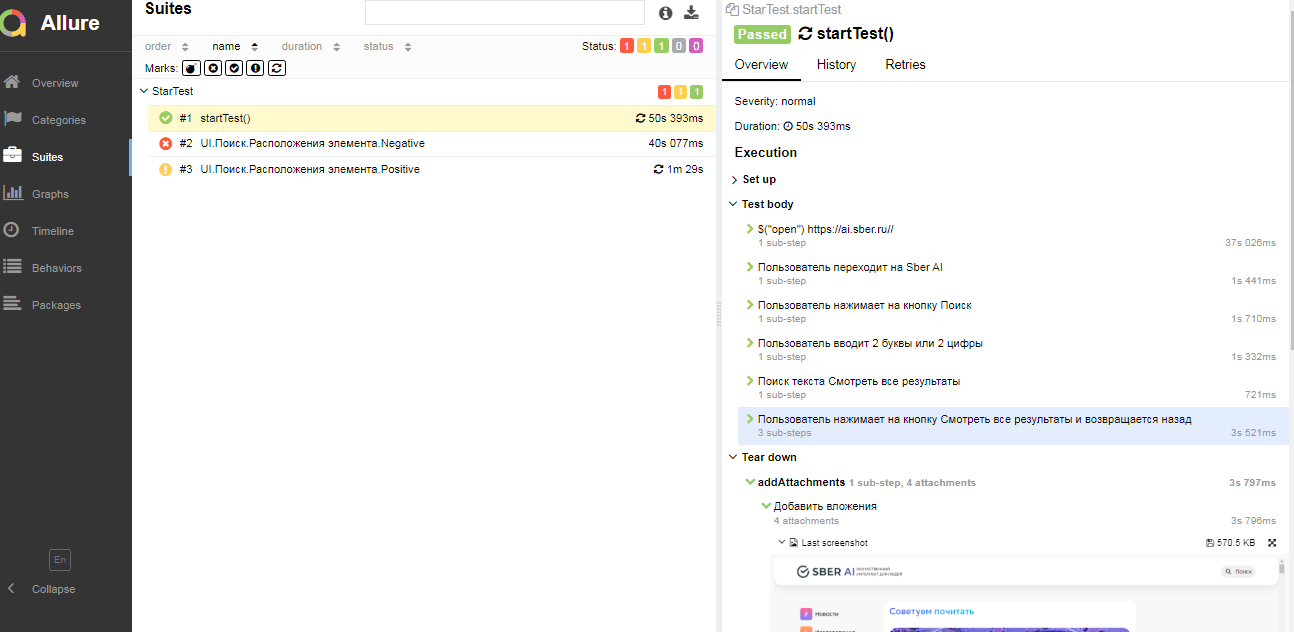 Allure
Overview
Categories
Suites
Graphs
Timeline
Behaviors
Packages
En
Collapse
Suites
order name duration status Status: 1 1 1 0 0
Marks:
StarTest 1 1 1
#1 startTest() 50s 393ms
#2 UI.Поиск.Расположения элемента.Negative 40s 077ms
#3 UI.Поиск.Расположения элемента.Positive 1m 29s
StarTest.startTest
Passed startTest()
Overview History Retries
Severity: normal
Duration: 50s 393ms
Execution
Set up
Test body
$("open") https://ai.sber.ru//
1 sub-step 37s 026ms
Пользователь переходит на Sber AI
1 sub-step 1s 441ms
Пользователь нажимает на кнопку Поиск
1 sub-step 1s 710ms
Пользователь вводит 2 буквы или 2 цифры
1 sub-step 1s 332ms
Поиск текста Смотреть все результаты
1 sub-step 721ms
Пользователь нажимает на кнопку Смотреть все результаты и возвращается назад
3 sub-steps 3s 521ms
Tear down
addAttachments 1 sub-step, 4 attachments 3s 797ms
Добавить вложения
4 attachments 3s 796ms
Last screenshot 570.5 KB
SBER AI Поиск
Новости
Советуем почитать